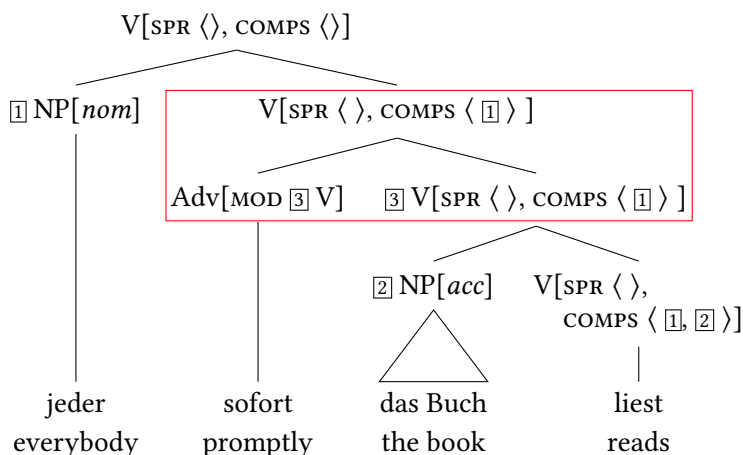 V[SPR ⟨⟩, COMPS ⟨⟩]
1 NP[nom] V[SPR ⟨ ⟩, COMPS ⟨ 1 ⟩ ]
Adv[MOD 3 V] 3 V[SPR ⟨ ⟩, COMPS ⟨ 1 ⟩ ]
2 NP[acc] V[SPR ⟨ ⟩,
COMPS ⟨ 1, 2 ⟩]
jeder sofort das Buch liest
everybody promptly the book reads